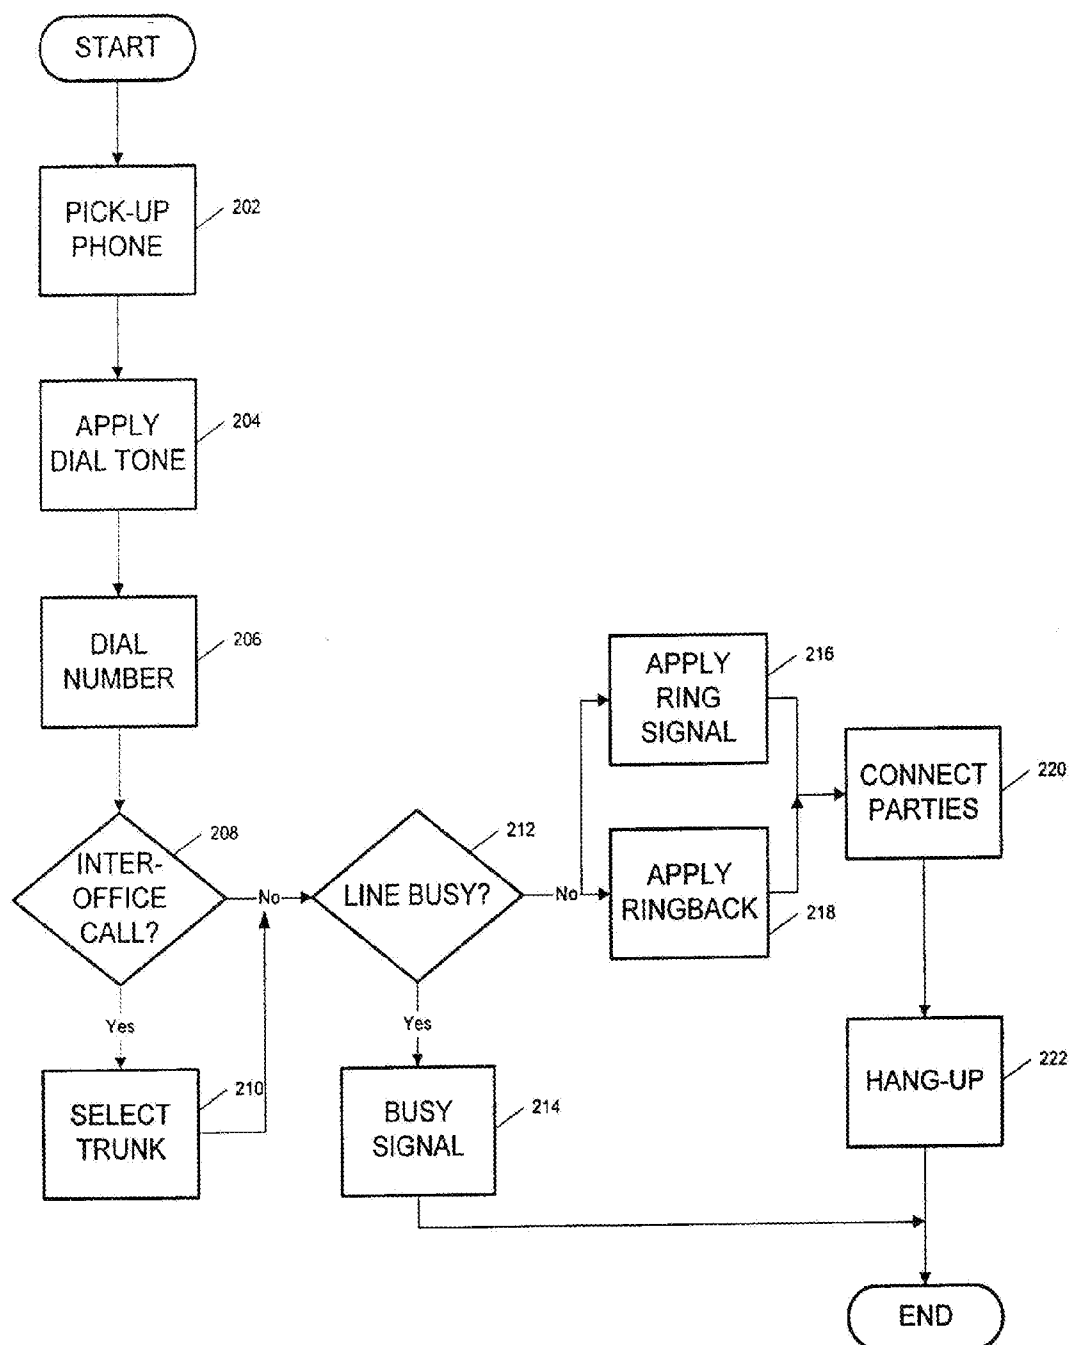 START
PICK-UP
PHONE
202
APPLY
DIAL TONE
204
DIAL
NUMBER
206
INTER-
OFFICE
CALL?
208
No
Yes
SELECT
TRUNK
210
LINE BUSY?
212
No
Yes
BUSY
SIGNAL
214
APPLY
RING
SIGNAL
216
APPLY
RINGBACK
218
CONNECT
PARTIES
220
HANG-UP
222
END